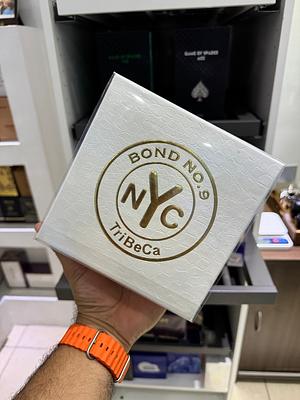 GAME OF SPADES
BOND NO. 9
NYC
TriBeCa